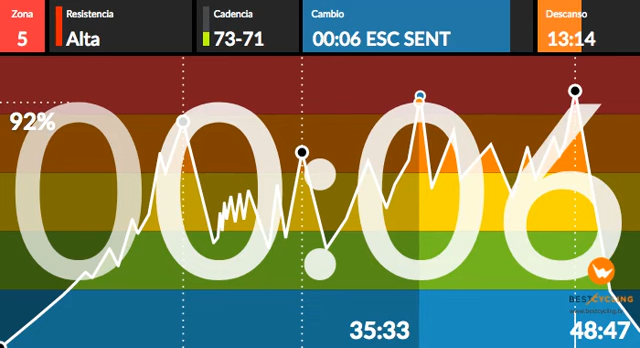 Zona
5
Resistencia
Alta
Cadencia
73-71
Cambio
00:06 ESC SENT
Descanso
13:14
92%
00:06
BESTCYCLING
www.bestcycling.tv
35:33
48:47